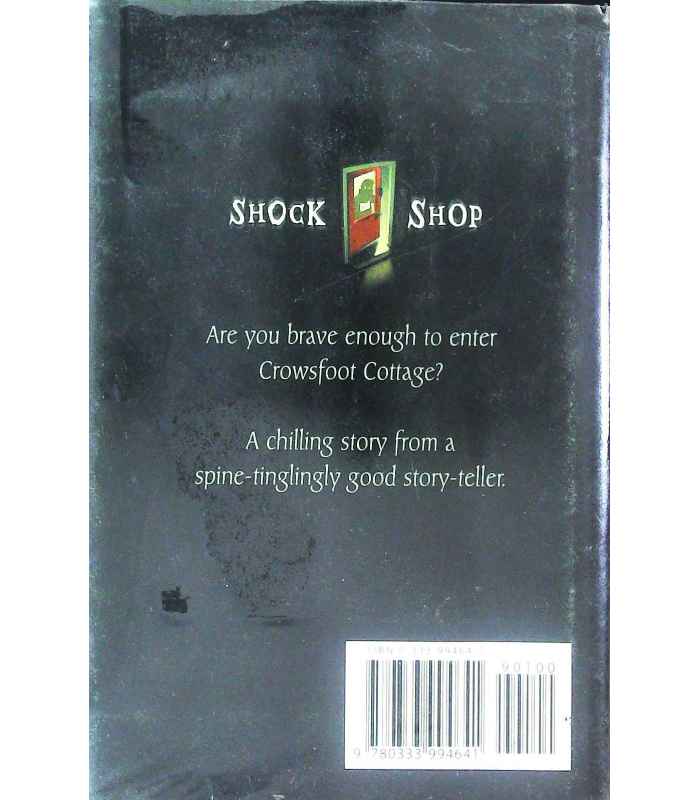 SHOCK SHOP
Are you brave enough to enter
Crowsfoot Cottage?
A chilling story from a
spine-tinglingly good story-teller.
90100
9 780333 994641